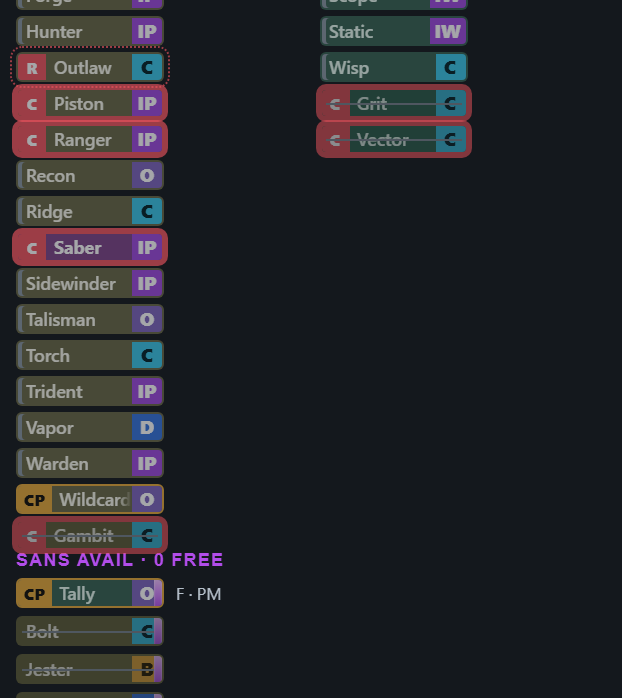 Hunter IP
R Outlaw C
C Piston IP
C Ranger IP
Recon O
Ridge C
C Saber IP
Sidewinder IP
Talisman O
Torch C
Trident IP
Vapor D
Warden IP
CP Wildcard O
C Gambit C
SANS AVAIL · 0 FREE
CP Tally O F · PM
Bolt C
Jester B
Static IW
Wisp C
C Grit C
C Vector C